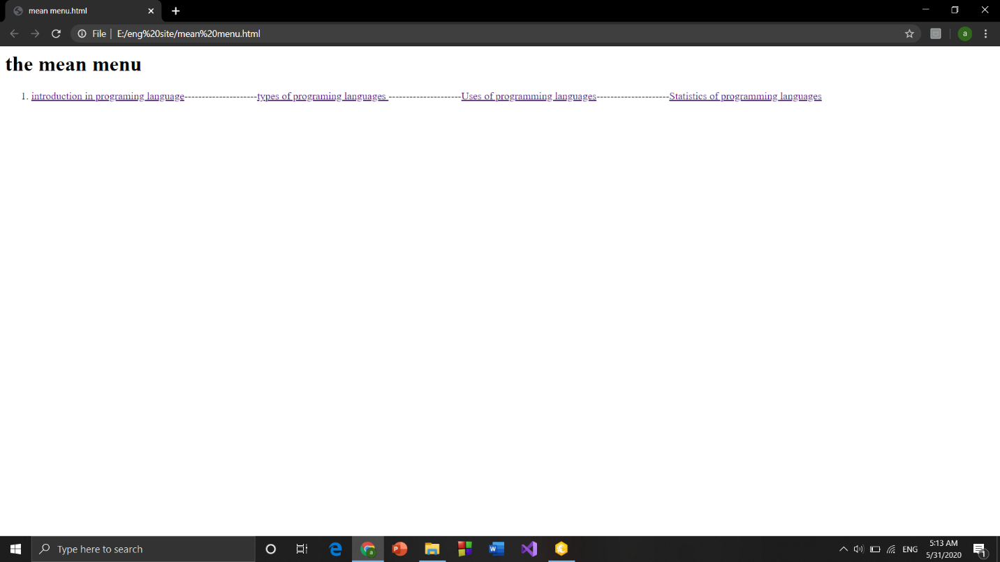 mean menu.html
File | E:/eng%20site/mean%20menu.html
a
the mean menu
1. introduction in programing language---------------------types of programing languages ---------------------Uses of programming languages---------------------Statistics of programming languages
Type here to search
ENG
5:13 AM
5/31/2020
1